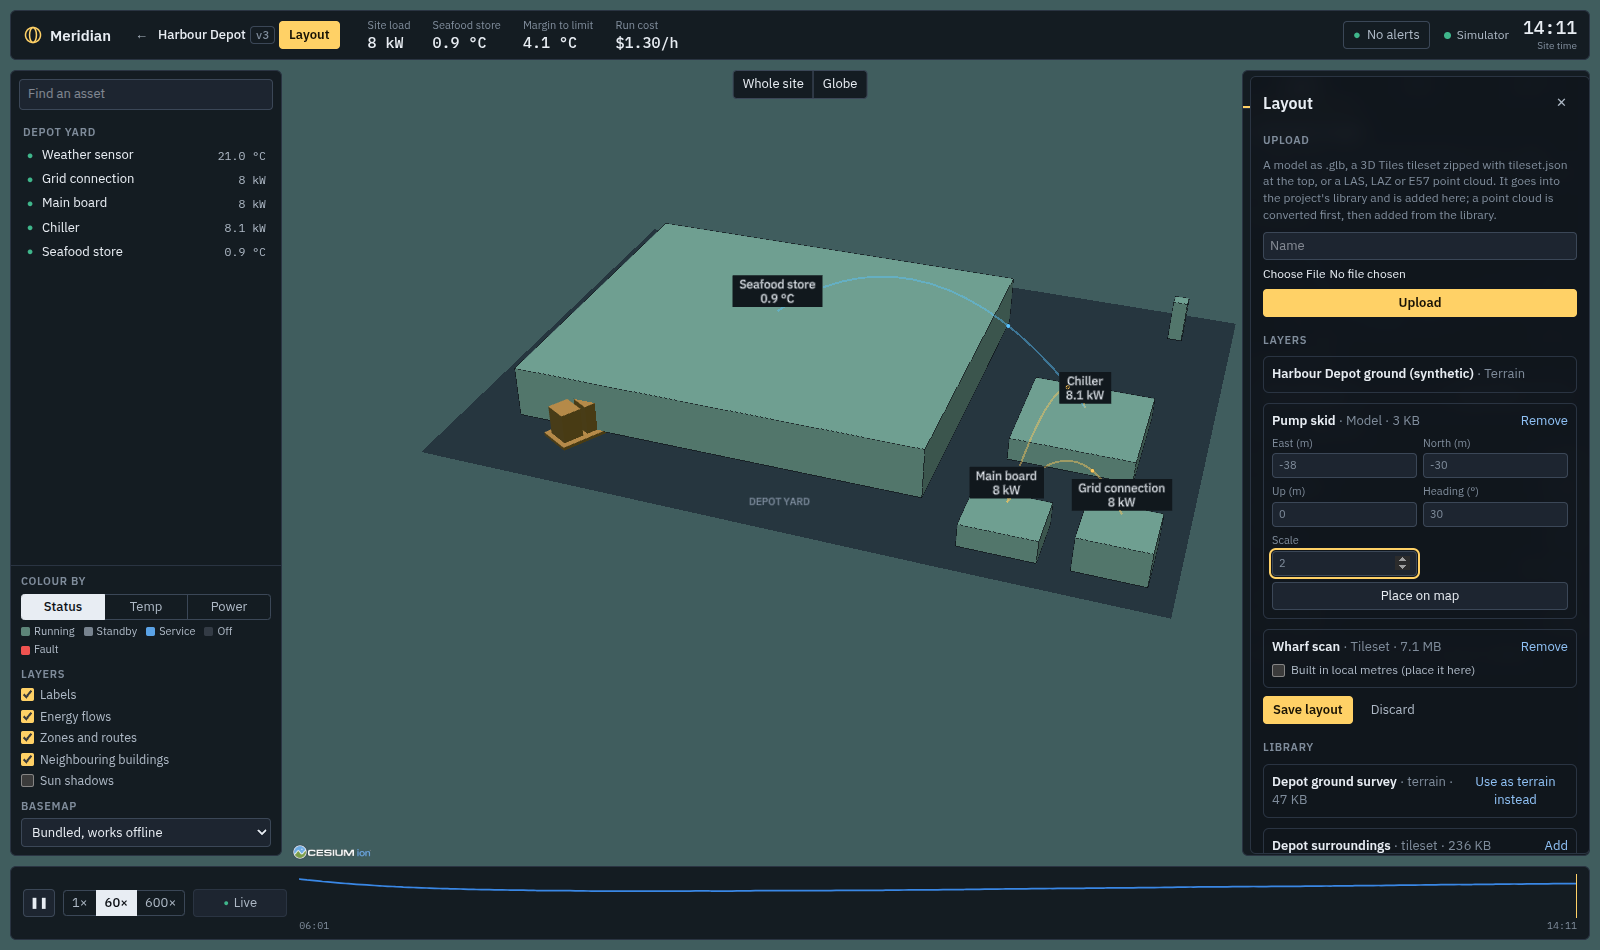 Meridian
← Harbour Depot v3 Layout
Site load
8 kW
Seafood store
0.9 °C
Margin to limit
4.1 °C
Run cost
$1.30/h
No alerts
Simulator
14:11
Site time
Find an asset
DEPOT YARD
Weather sensor 21.0 °C
Grid connection 8 kW
Main board 8 kW
Chiller 8.1 kW
Seafood store 0.9 °C
COLOUR BY
Status Temp Power
Running Standby Service Off
Fault
LAYERS
Labels
Energy flows
Zones and routes
Neighbouring buildings
Sun shadows
BASEMAP
Bundled, works offline
Whole site Globe
Seafood store
0.9 °C
Chiller
8.1 kW
Main board
8 kW
Grid connection
8 kW
DEPOT YARD
CESIUM ion
Layout ×
UPLOAD
A model as .glb, a 3D Tiles tileset zipped with tileset.json
at the top, or a LAS, LAZ or E57 point cloud. It goes into
the project's library and is added here; a point cloud is
converted first, then added from the library.
Name
Choose File No file chosen
Upload
LAYERS
Harbour Depot ground (synthetic) · Terrain
Pump skid · Model · 3 KB Remove
East (m) North (m)
-38 -30
Up (m) Heading (°)
0 30
Scale
2
Place on map
Wharf scan · Tileset · 7.1 MB Remove
Built in local metres (place it here)
Save layout Discard
LIBRARY
Depot ground survey · terrain · 47 KB
Use as terrain instead
Depot surroundings · tileset · 236 KB Add
1× 60× 600× Live
06:01 14:11